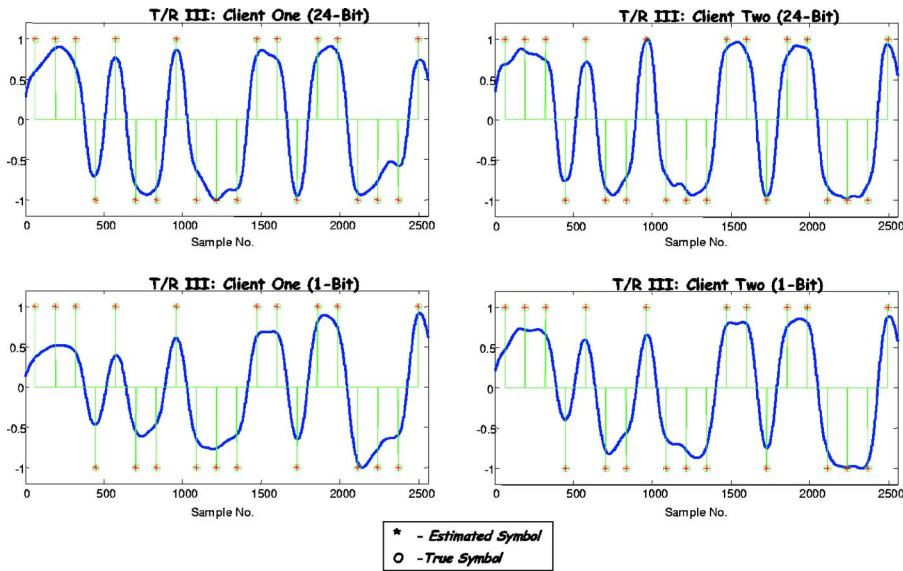 T/R III: Client One (24-Bit)
1
0.5
0
-0.5
-1
0 500 1000 1500 2000 2500
Sample No.
T/R III: Client Two (24-Bit)
1
0.5
0
-0.5
-1
0 500 1000 1500 2000 2500
Sample No.
T/R III: Client One (1-Bit)
1
0.5
0
-0.5
-1
0 500 1000 1500 2000 2500
Sample No.
T/R III: Client Two (1-Bit)
1
0.5
0
-0.5
-1
0 500 1000 1500 2000 2500
Sample No.
* - Estimated Symbol
O -True Symbol